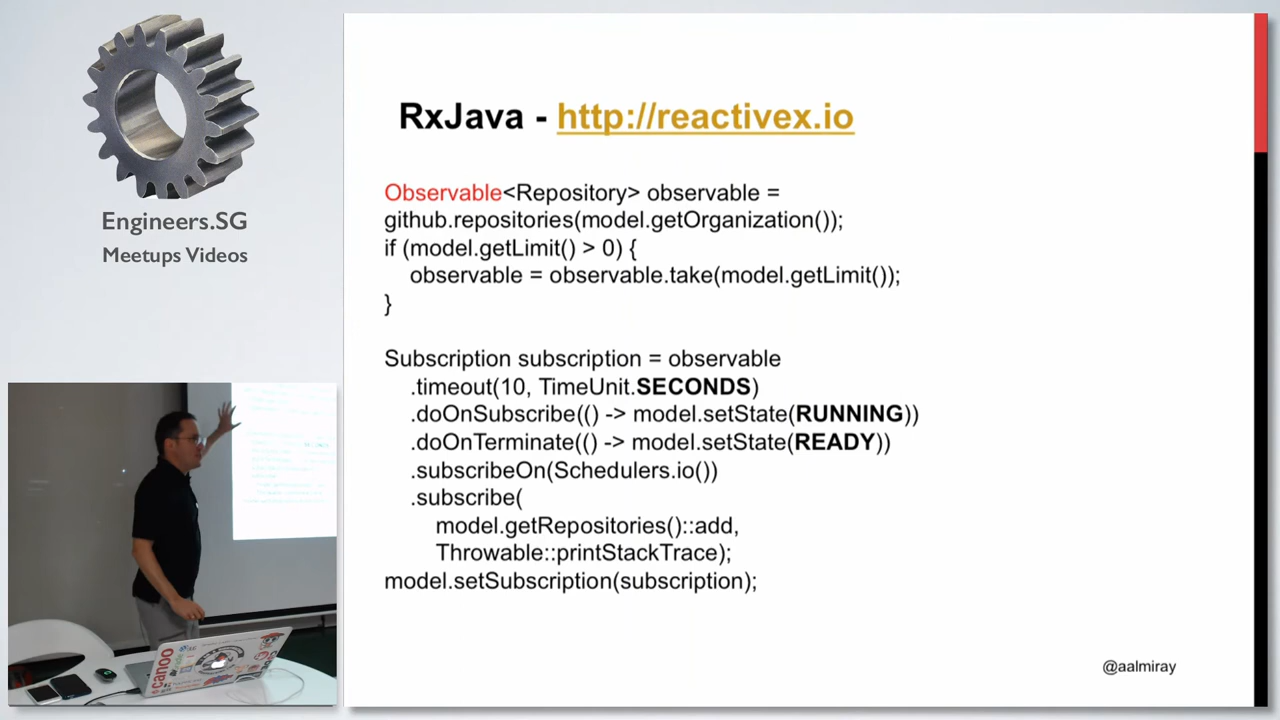 Engineers.SG
Meetups Videos
RxJava - http://reactivex.io
Observable<Repository> observable =
github.repositories(model.getOrganization());
if (model.getLimit() > 0) {
observable = observable.take(model.getLimit());
}
Subscription subscription = observable
.timeout(10, TimeUnit.SECONDS)
.doOnSubscribe(() -> model.setState(RUNNING))
.doOnTerminate(() -> model.setState(READY))
.subscribeOn(Schedulers.io())
.subscribe(
model.getRepositories()::add,
Throwable::printStackTrace);
model.setSubscription(subscription);
@aalmiray
canoo